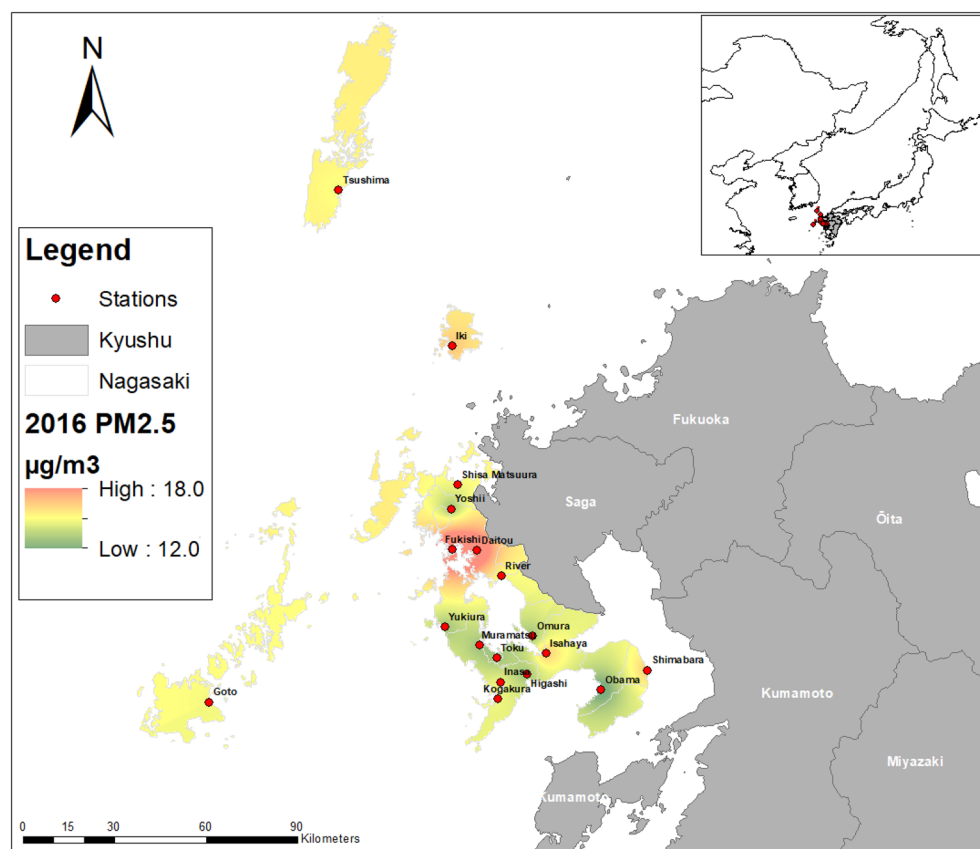 N
Tsushima
Legend
Stations
Kyushu
Nagasaki
2016 PM2.5
µg/m3
High : 18.0
Low : 12.0
Iki
Fukuoka
Shisa Matsuura
Yoshii
Saga
Ōita
Fukishi
Daitou
River
Yukiura
Omura
Muramats
Toku
Isahaya
Shimabara
Inasa
Higashi
Obama
Kogakura
Goto
Kumamoto
Miyazaki
Kumamoto
0 15 30 60 90
Kilometers